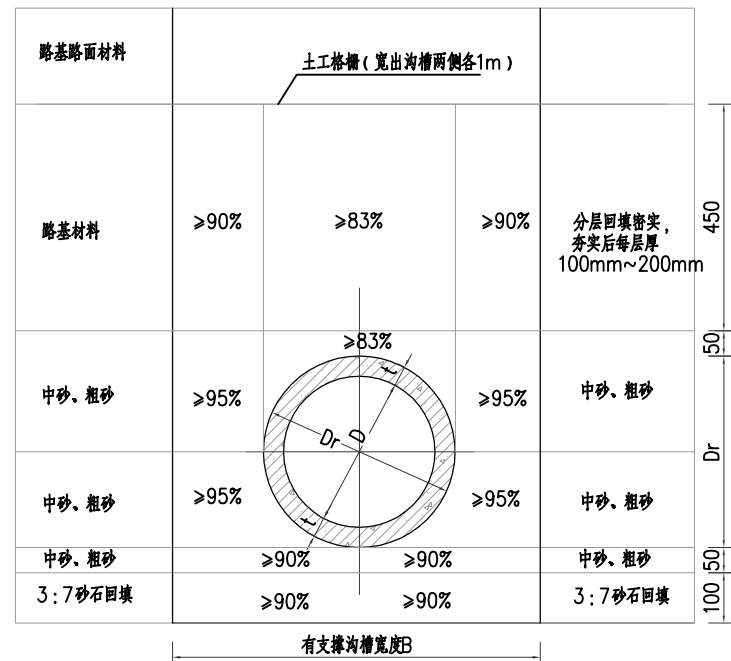 路基路面材料
土工格栅(宽出沟槽两侧各1m)
路基材料
≥90%
≥83%
≥90%
分层回填密实,
夯实后每层厚
100mm~200mm
450
≥83%
50
中砂、粗砂
≥95%
t
Dr
D
≥95%
中砂、粗砂
Dr
中砂、粗砂
≥95%
t
≥95%
中砂、粗砂
中砂、粗砂
≥90%
≥90%
中砂、粗砂
50
3:7砂石回填
≥90%
≥90%
3:7砂石回填
100
有支撑沟槽宽度B